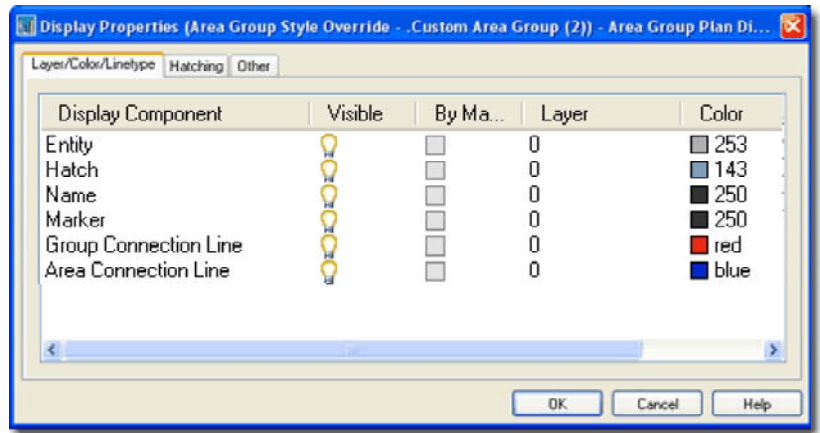 Display Properties (Area Group Style Override - .Custom Area Group (2)) - Area Group Plan Di...
Layer/Color/Linetype Hatching Other
Display Component Visible By Ma... Layer Color
Entity 0 253
Hatch 0 143
Name 0 250
Marker 0 250
Group Connection Line 0 red
Area Connection Line 0 blue
OK Cancel Help